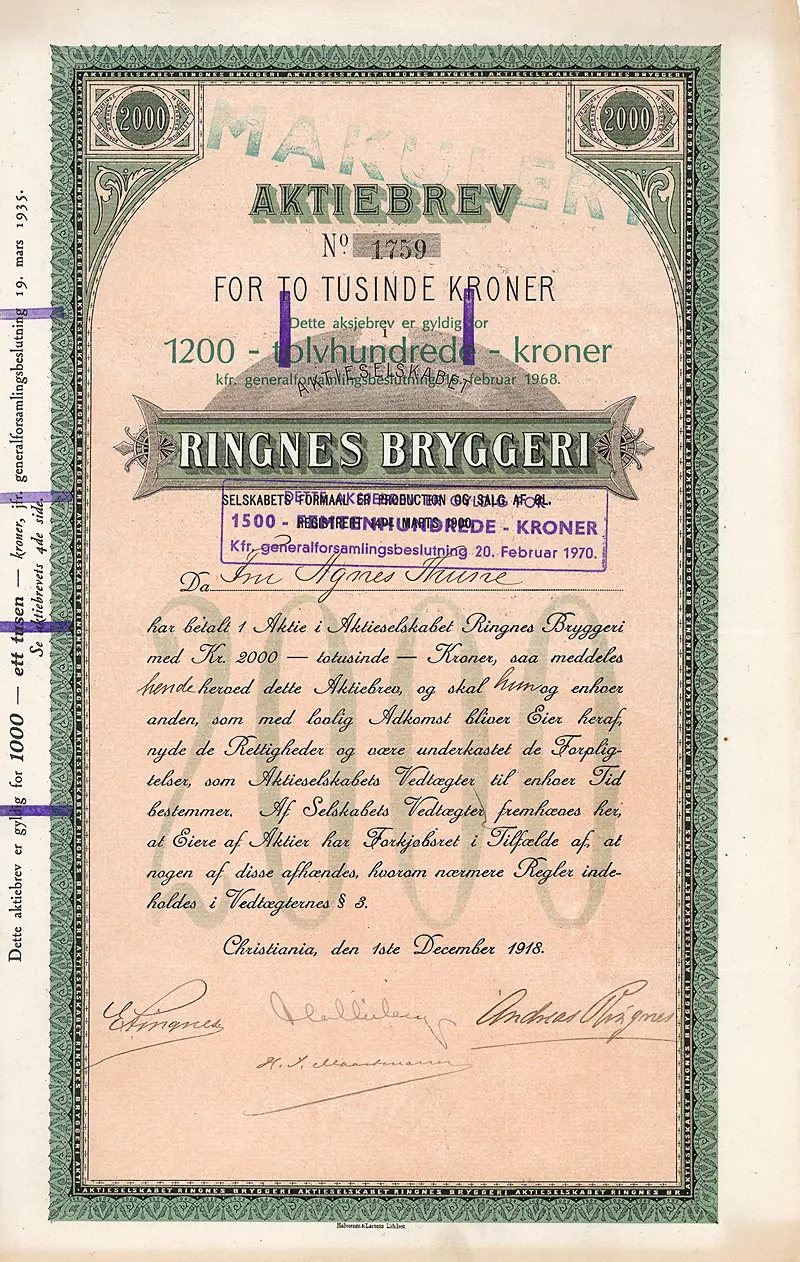 AKTIESELSKABET RINGNES BRYGGERI
2000
2000
MAKULERT
AKTIEBREV
Nº 1759
FOR TO TUSINDE KRONER
Dette aksjebrev er gyldig for
i
1200 - tolvhundrede - kroner
kfr. generalforsamlingsbeslutning 6. februar 1968.
AKTIESELSKABET
RINGNES BRYGGERI
SELSKABETS FORMAAL ER PRODUCTION OG SALG AF ØL.
DETTE AKSJEBREV ER GYLDIG FOR
REGISTRERT 14DE MARTS 1900.
1500 - FEMTENHUNDREDE - KRONER
Kfr. generalforsamlingsbeslutning 20. Februar 1970.
Da Fru Agnes Thune
2000
har betalt 1 Aktie i Aktieselskabet Ringnes Bryggeri
med Kr. 2000 — totusinde — Kroner, saa meddeles
hende herved dette Aktiebrev, og skal hun og enhver
anden, som med lovlig Adkomst bliver Eier heraf,
nyde de Rettigheder og være underkastet de Forplig-
telser, som Aktieselskabets Vedtægter til enhver Tid
bestemmer. Af Selskabets Vedtægter fremhæves her,
at Eiere af Aktier har Forkjøbsret i Tilfælde af, at
nogen af disse afhændes, hvorom nærmere Regler inde-
holdes i Vedtægternes § 3.
Christiania, den 1ste December 1918.
E Ringnes
Andreas Ringnes
Halvorsen & Larsens Lith. Inst.
Dette aktiebrev er gyldig for 1000 — ett tusen — kroner, jfr. generalforsamlingsbeslutning 19. mars 1935.
Se aktiebrevets 4de side.